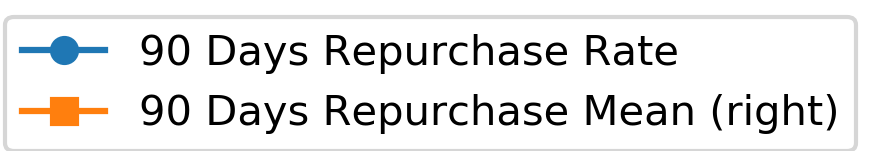 90 Days Repurchase Rate
90 Days Repurchase Mean (right)